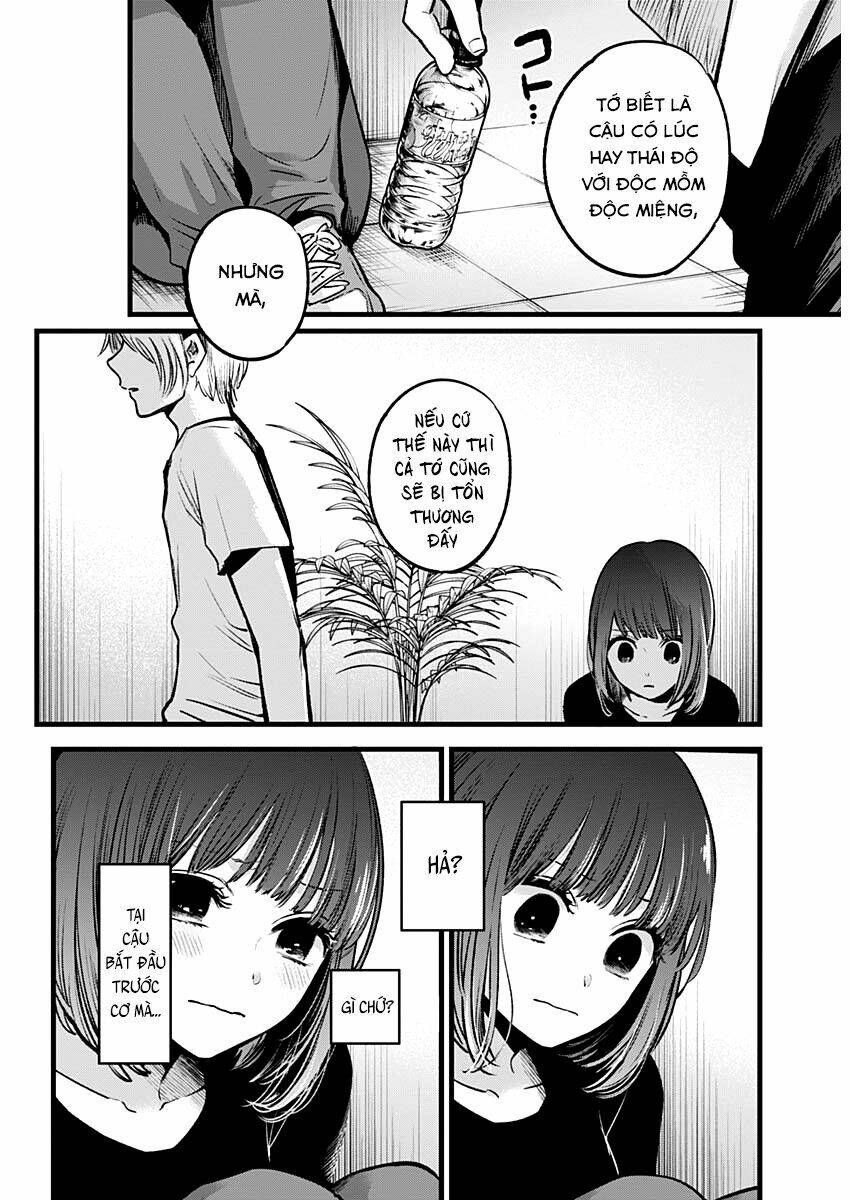 コト…
TỚ BIẾT LÀ
CẬU CÓ LÚC
HAY THÁI ĐỘ
VỚI ĐỘC MỒM
ĐỘC MIỆNG,
NHƯNG
MÀ,
NẾU CỨ
THẾ NÀY THÌ
CẢ TỚ CŨNG
SẼ BỊ TỔN
THƯƠNG
ĐẤY
HẢ?
GÌ CHỨ?
TẠI
CẬU
BẮT ĐẦU
TRƯỚC
CƠ MÀ...